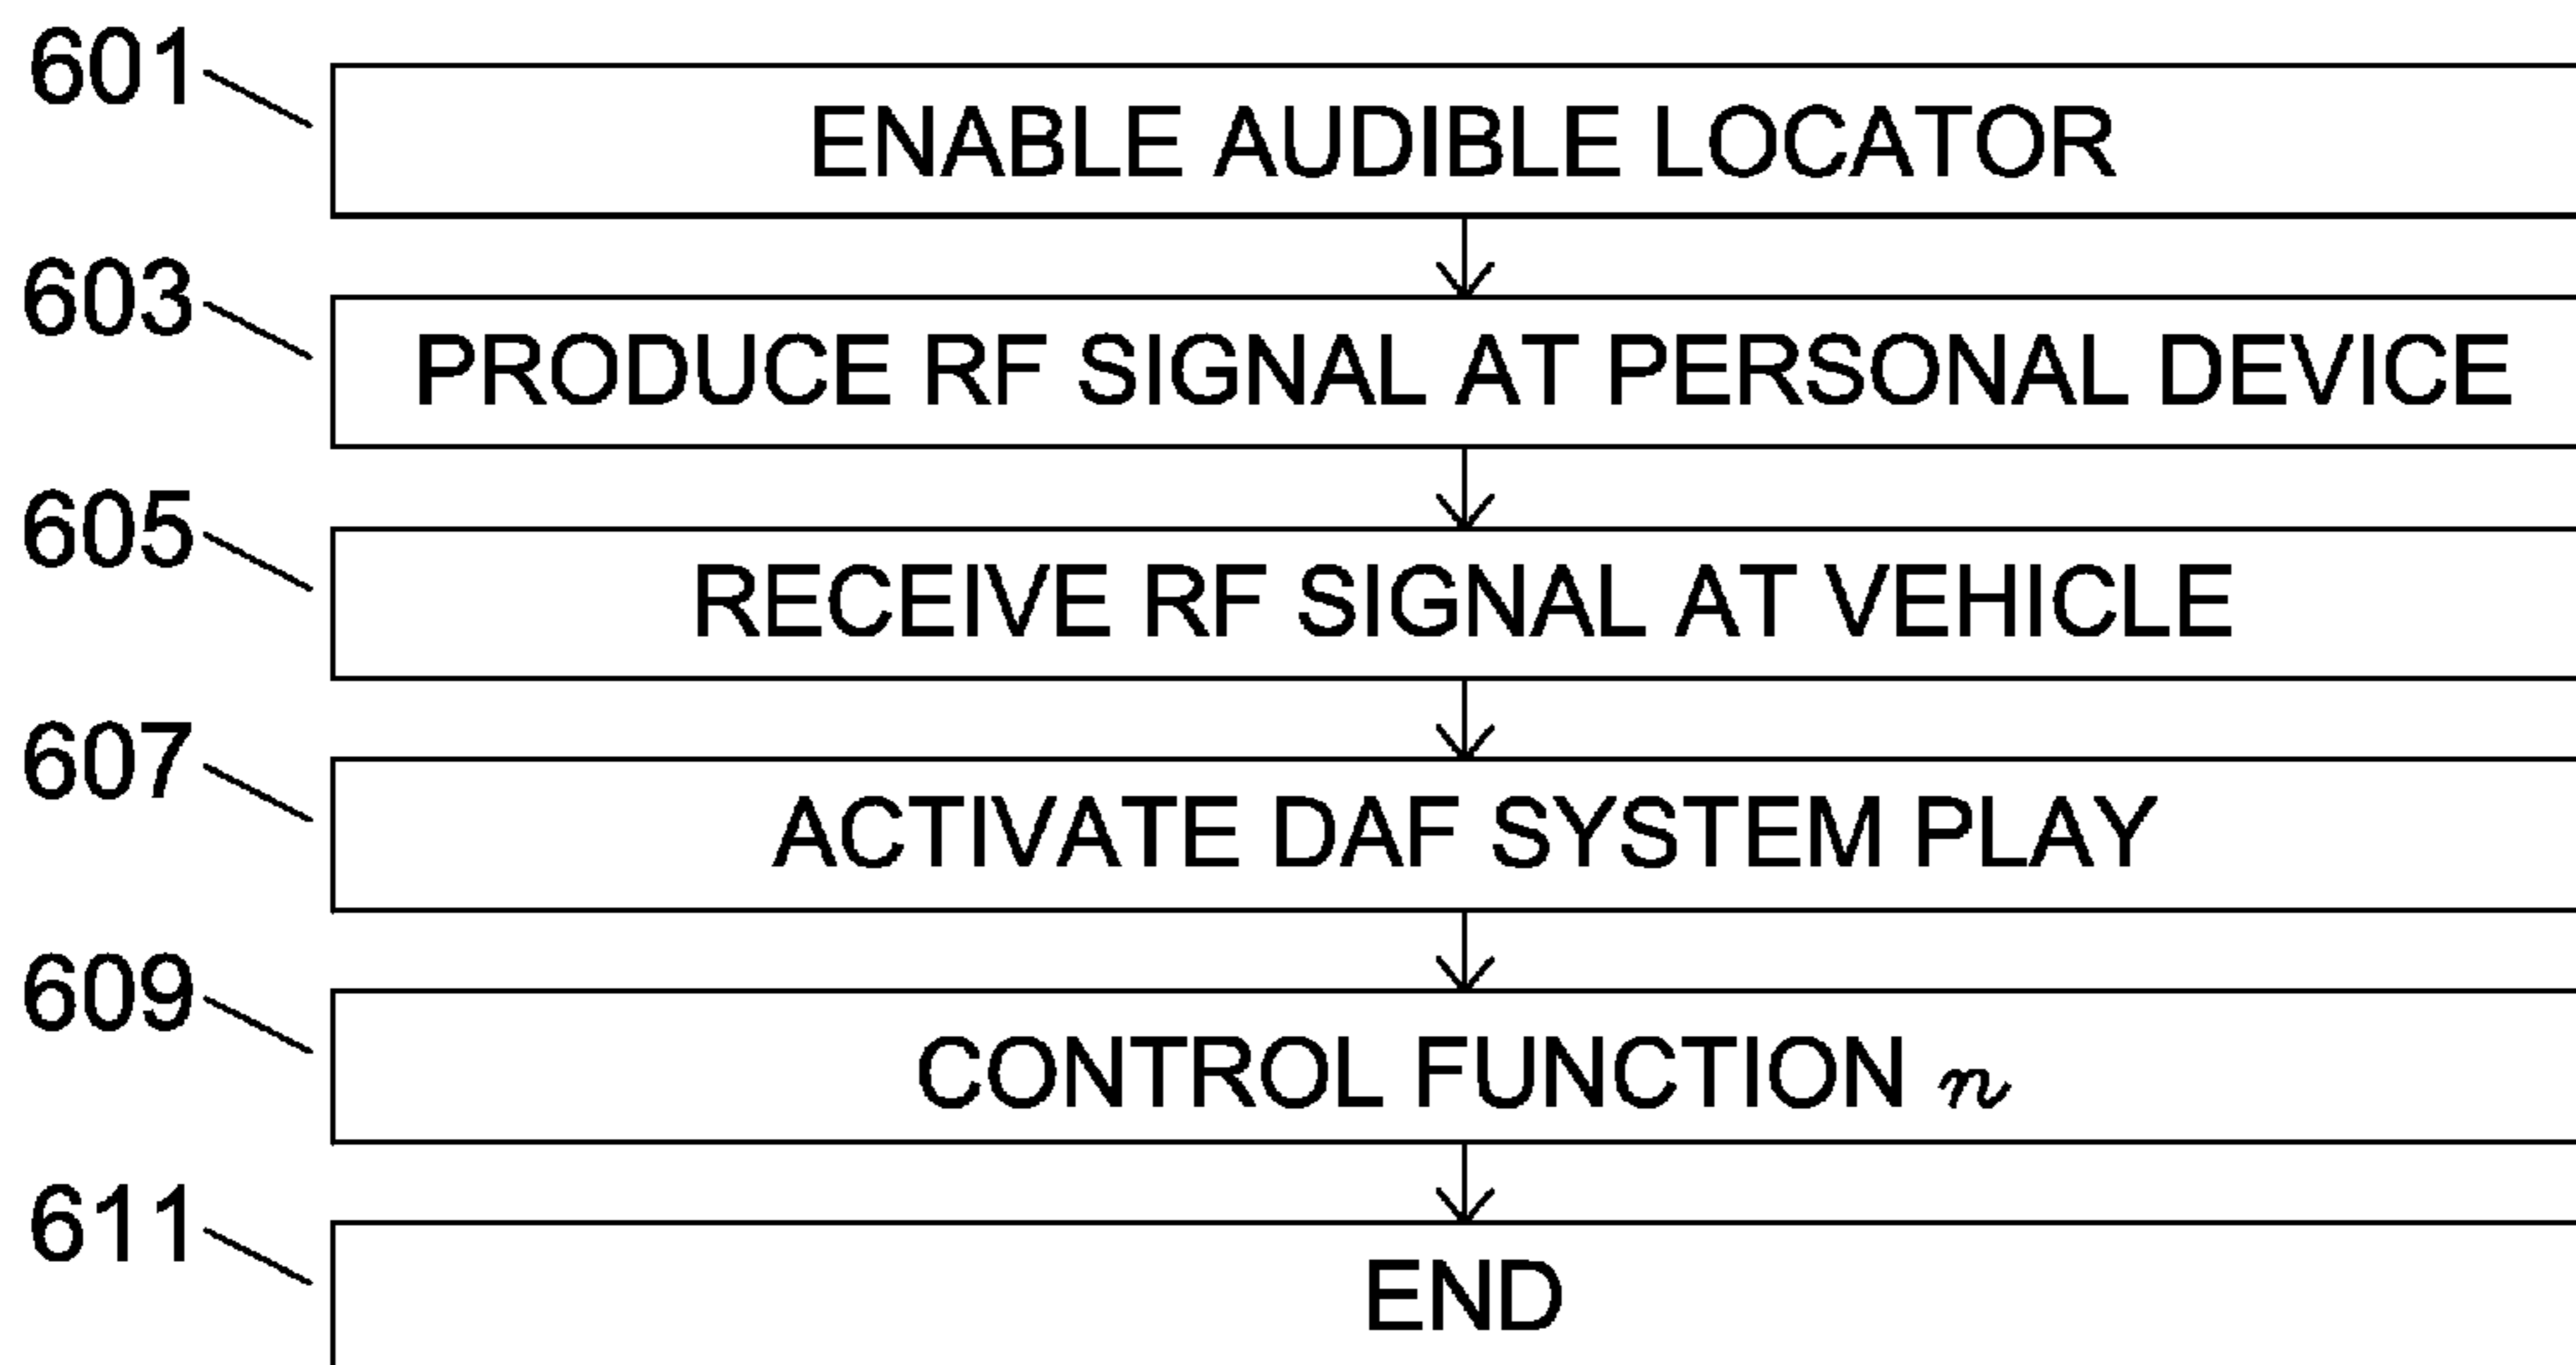 601 ENABLE AUDIBLE LOCATOR
603 PRODUCE RF SIGNAL AT PERSONAL DEVICE
605 RECEIVE RF SIGNAL AT VEHICLE
607 ACTIVATE DAF SYSTEM PLAY
609 CONTROL FUNCTION n
611 END